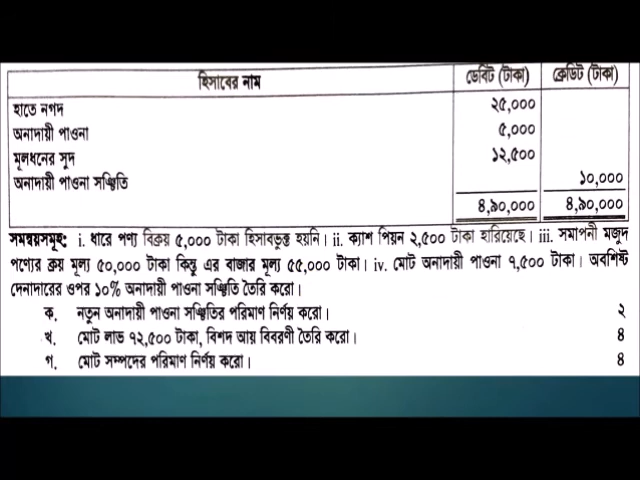 হিসাবের নাম ডেবিট (টাকা) ক্রেডিট (টাকা)
হাতে নগদ ২৫,০০০
অনাদায়ী পাওনা ৫,০০০
মূলধনের সুদ ১২,৫০০
অনাদায়ী পাওনা সঞ্চিতি ১০,০০০
৪,৯০,০০০ ৪,৯০,০০০
সমন্বয়সমূহ: i. ধারে পণ্য বিক্রয় ৫,০০০ টাকা হিসাবভুক্ত হয়নি। ii. ক্যাশ পিয়ন ২,৫০০ টাকা হারিয়েছে। iii. সমাপনী মজুদ
পণ্যের ক্রয় মূল্য ৫০,০০০ টাকা কিন্তু এর বাজার মূল্য ৫৫,০০০ টাকা। iv. মোট অনাদায়ী পাওনা ৭,৫০০ টাকা। অবশিষ্ট
দেনাদারের ওপর ১০% অনাদায়ী পাওনা সঞ্চিতি তৈরি করো।
ক. নতুন অনাদায়ী পাওনা সঞ্চিতির পরিমাণ নির্ণয় করো। ২
খ. মোট লাভ ৭২,৫০০ টাকা, বিশদ আয় বিবরণী তৈরি করো। ৪
গ. মোট সম্পদের পরিমাণ নির্ণয় করো। ৪